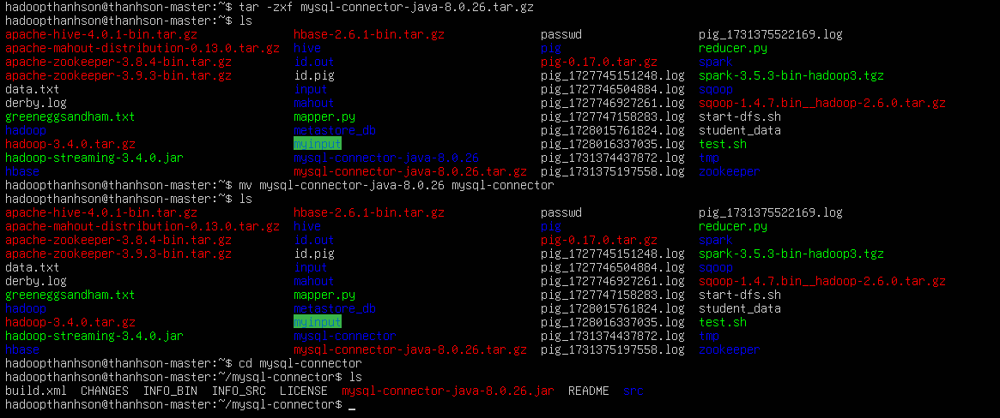 hadoopthanhson@thanhson-master:~$ tar -zxf mysql-connector-java-8.0.26.tar.gz
hadoopthanhson@thanhson-master:~$ ls
apache-hive-4.0.1-bin.tar.gz hbase-2.6.1-bin.tar.gz passwd pig_1731375522169.log
apache-mahout-distribution-0.13.0.tar.gz hive pig reducer.py
apache-zookeeper-3.8.4-bin.tar.gz id.out pig-0.17.0.tar.gz spark
apache-zookeeper-3.9.3-bin.tar.gz id.pig pig_1727745151248.log spark-3.5.3-bin-hadoop3.tgz
data.txt input pig_1727746504884.log sqoop
derby.log mahout pig_1727746927261.log sqoop-1.4.7.bin__hadoop-2.6.0.tar.gz
greeneggsandham.txt mapper.py pig_1727747158283.log start-dfs.sh
hadoop metastore_db pig_1728015761824.log student_data
hadoop-3.4.0.tar.gz myinput pig_1728016337035.log test.sh
hadoop-streaming-3.4.0.jar mysql-connector-java-8.0.26 pig_1731374437872.log tmp
hbase mysql-connector-java-8.0.26.tar.gz pig_1731375197558.log zookeeper
hadoopthanhson@thanhson-master:~$ mv mysql-connector-java-8.0.26 mysql-connector
hadoopthanhson@thanhson-master:~$ ls
apache-hive-4.0.1-bin.tar.gz hbase-2.6.1-bin.tar.gz passwd pig_1731375522169.log
apache-mahout-distribution-0.13.0.tar.gz hive pig reducer.py
apache-zookeeper-3.8.4-bin.tar.gz id.out pig-0.17.0.tar.gz spark
apache-zookeeper-3.9.3-bin.tar.gz id.pig pig_1727745151248.log spark-3.5.3-bin-hadoop3.tgz
data.txt input pig_1727746504884.log sqoop
derby.log mahout pig_1727746927261.log sqoop-1.4.7.bin__hadoop-2.6.0.tar.gz
greeneggsandham.txt mapper.py pig_1727747158283.log start-dfs.sh
hadoop metastore_db pig_1728015761824.log student_data
hadoop-3.4.0.tar.gz myinput pig_1728016337035.log test.sh
hadoop-streaming-3.4.0.jar mysql-connector pig_1731374437872.log tmp
hbase mysql-connector-java-8.0.26.tar.gz pig_1731375197558.log zookeeper
hadoopthanhson@thanhson-master:~$ cd mysql-connector
hadoopthanhson@thanhson-master:~/mysql-connector$ ls
build.xml CHANGES INFO_BIN INFO_SRC LICENSE mysql-connector-java-8.0.26.jar README src
hadoopthanhson@thanhson-master:~/mysql-connector$ _